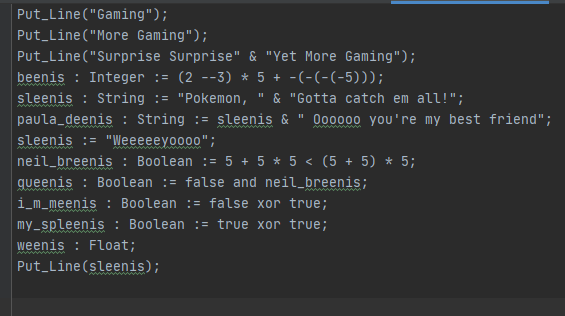 Put_Line("Gaming");
Put_Line("More Gaming");
Put_Line("Surprise Surprise" & "Yet More Gaming");
beenis : Integer := (2 --3) * 5 + -(-(-(-5)));
sleenis : String := "Pokemon, " & "Gotta catch em all!";
paula_deenis : String := sleenis & " Oooooo you're my best friend";
sleenis := "Weeeeeyoooo";
neil_breenis : Boolean := 5 + 5 * 5 < (5 + 5) * 5;
queenis : Boolean := false and neil_breenis;
i_m_meenis : Boolean := false xor true;
my_spleenis : Boolean := true xor true;
weenis : Float;
Put_Line(sleenis);